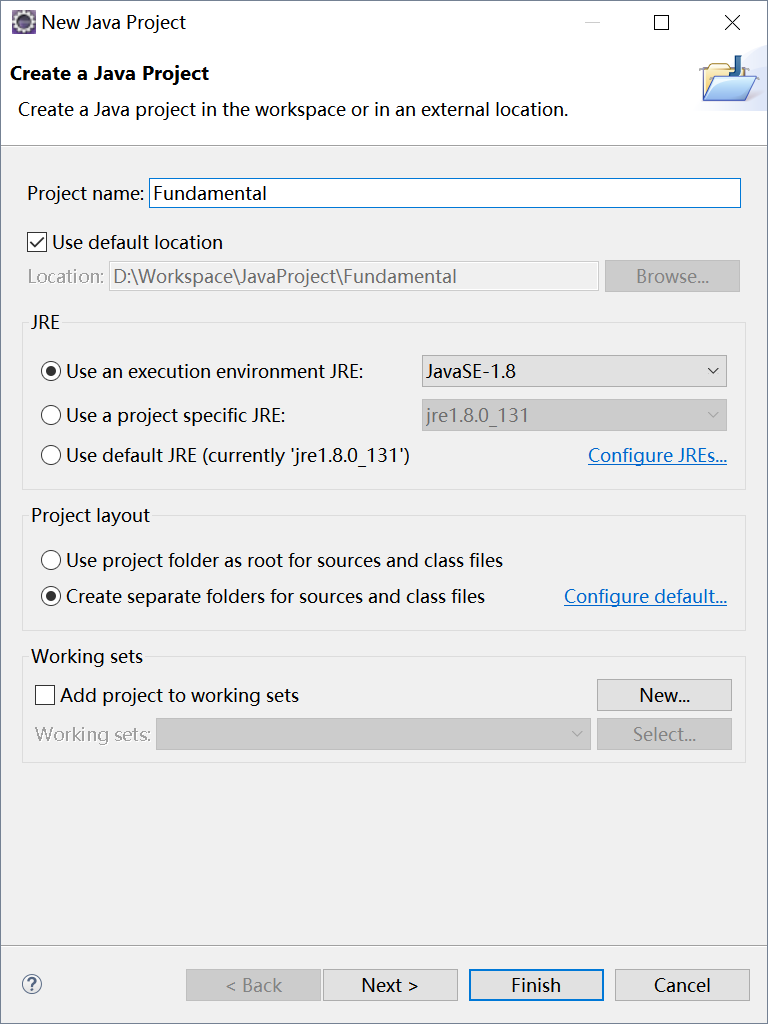 New Java Project
Create a Java Project
Create a Java project in the workspace or in an external location.
Project name: Fundamental
Use default location
Location: D:\Workspace\JavaProject\Fundamental Browse...
JRE
Use an execution environment JRE: JavaSE-1.8
Use a project specific JRE: jre1.8.0_131
Use default JRE (currently 'jre1.8.0_131') Configure JREs...
Project layout
Use project folder as root for sources and class files
Create separate folders for sources and class files Configure default...
Working sets
Add project to working sets New...
Working sets: Select...
? < Back Next > Finish Cancel